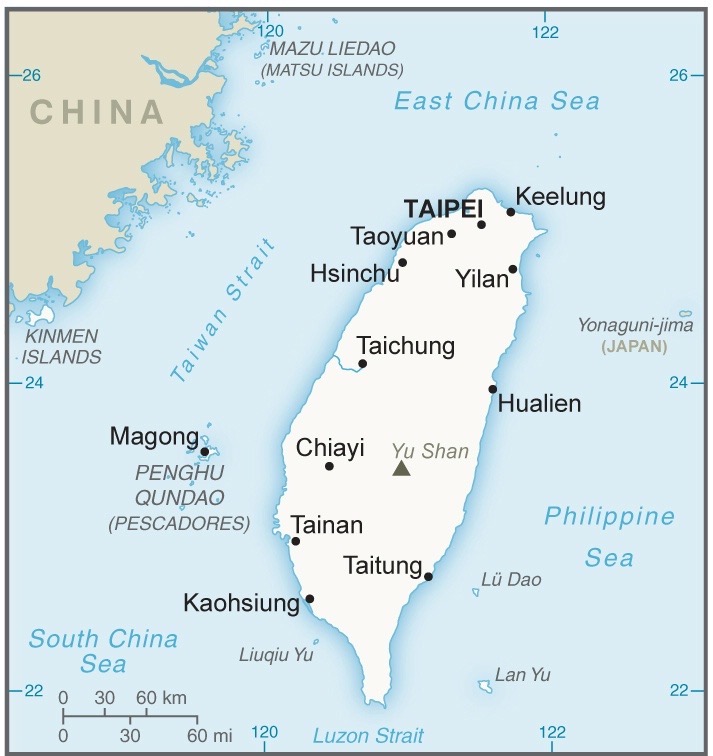 120
122
MAZU LIEDAO
(MATSU ISLANDS)
26
26
CHINA
East China Sea
Keelung
TAIPEI
Taoyuan
Hsinchu
Yilan
Taiwan Strait
KINMEN
ISLANDS
Yonaguni-jima
(JAPAN)
Taichung
24
24
Hualien
Magong
Chiayi
Yu Shan
PENGHU
QUNDAO
(PESCADORES)
Philippine
Sea
Tainan
Taitung
Lü Dao
Kaohsiung
South China
Sea
Liuqiu Yu
Lan Yu
22
22
0 30 60 km
0 30 60 mi
120
Luzon Strait
122